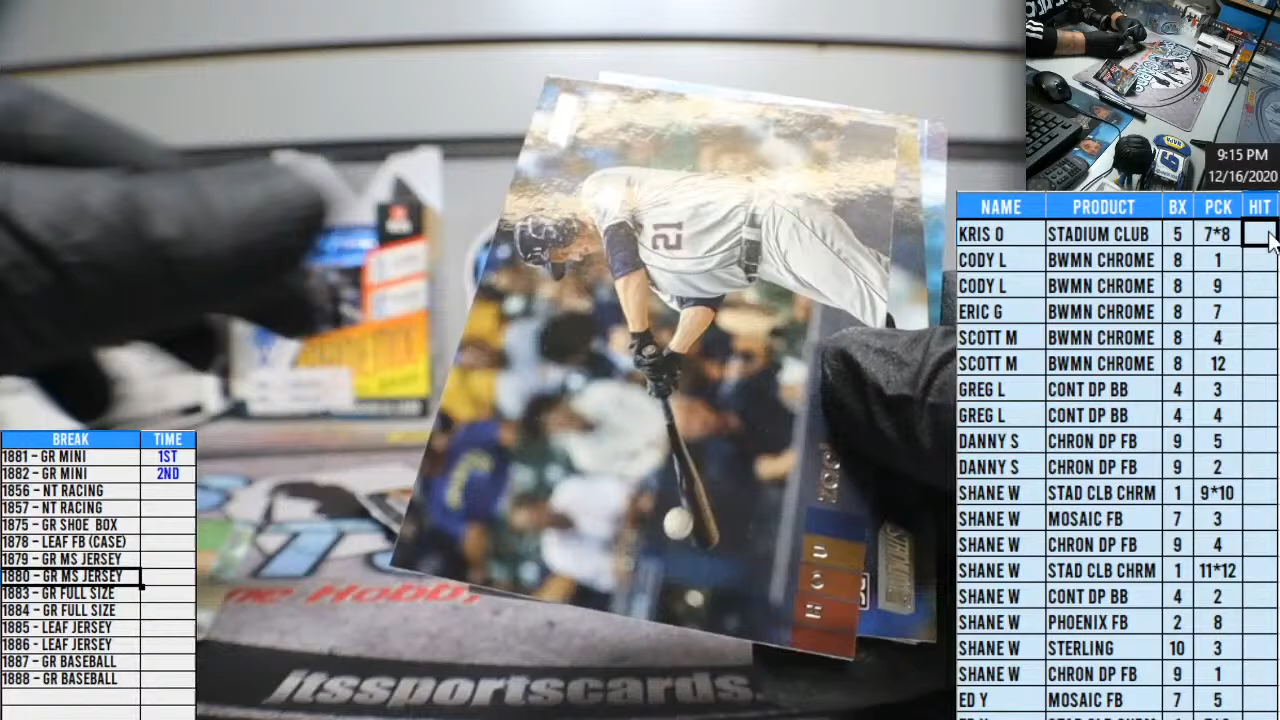 9:15 PM
12/16/2020
NAME PRODUCT BX PCK HIT
KRIS O STADIUM CLUB 5 7*8
CODY L BWMN CHROME 8 1
CODY L BWMN CHROME 8 9
ERIC G BWMN CHROME 8 7
SCOTT M BWMN CHROME 8 4
SCOTT M BWMN CHROME 8 12
GREG L CONT DP BB 4 3
GREG L CONT DP BB 4 4
DANNY S CHRON DP FB 9 5
DANNY S CHRON DP FB 9 2
SHANE W STAD CLB CHRM 1 9*10
SHANE W MOSAIC FB 7 3
SHANE W CHRON DP FB 9 4
SHANE W STAD CLB CHRM 1 11*12
SHANE W CONT DP BB 4 2
SHANE W PHOENIX FB 2 8
SHANE W STERLING 10 3
SHANE W CHRON DP FB 9 1
ED Y MOSAIC FB 7 5
BREAK TIME
1881 - GR MINI 1ST
1882 - GR MINI 2ND
1856 - NT RACING
1857 - NT RACING
1875 - GR SHOE BOX
1878 - LEAF FB (CASE)
1879 - GR MS JERSEY
1880 - GR MS JERSEY
1883 - GR FULL SIZE
1884 - GR FULL SIZE
1885 - LEAF JERSEY
1886 - LEAF JERSEY
1887 - GR BASEBALL
1888 - GR BASEBALL
21
HOU
jtssportscards.